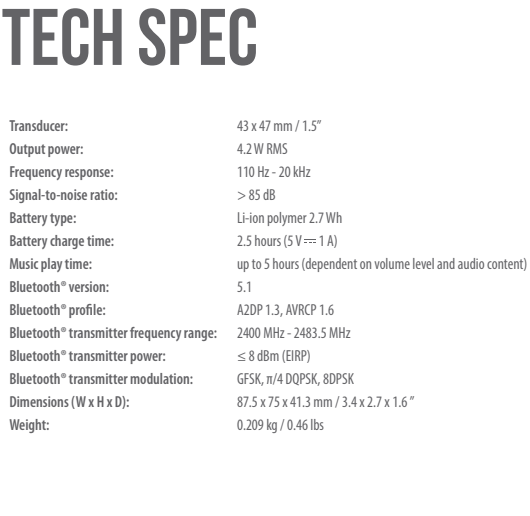 TECH SPEC
Transducer: 43 x 47 mm / 1.5”
Output power: 4.2 W RMS
Frequency response: 110 Hz - 20 kHz
Signal-to-noise ratio: > 85 dB
Battery type: Li-ion polymer 2.7 Wh
Battery charge time: 2.5 hours (5 V ⎓ 1 A)
Music play time: up to 5 hours (dependent on volume level and audio content)
Bluetooth® version: 5.1
Bluetooth® profile: A2DP 1.3, AVRCP 1.6
Bluetooth® transmitter frequency range: 2400 MHz - 2483.5 MHz
Bluetooth® transmitter power: ≤ 8 dBm (EIRP)
Bluetooth® transmitter modulation: GFSK, π/4 DQPSK, 8DPSK
Dimensions (W x H x D): 87.5 x 75 x 41.3 mm / 3.4 x 2.7 x 1.6 ”
Weight: 0.209 kg / 0.46 lbs